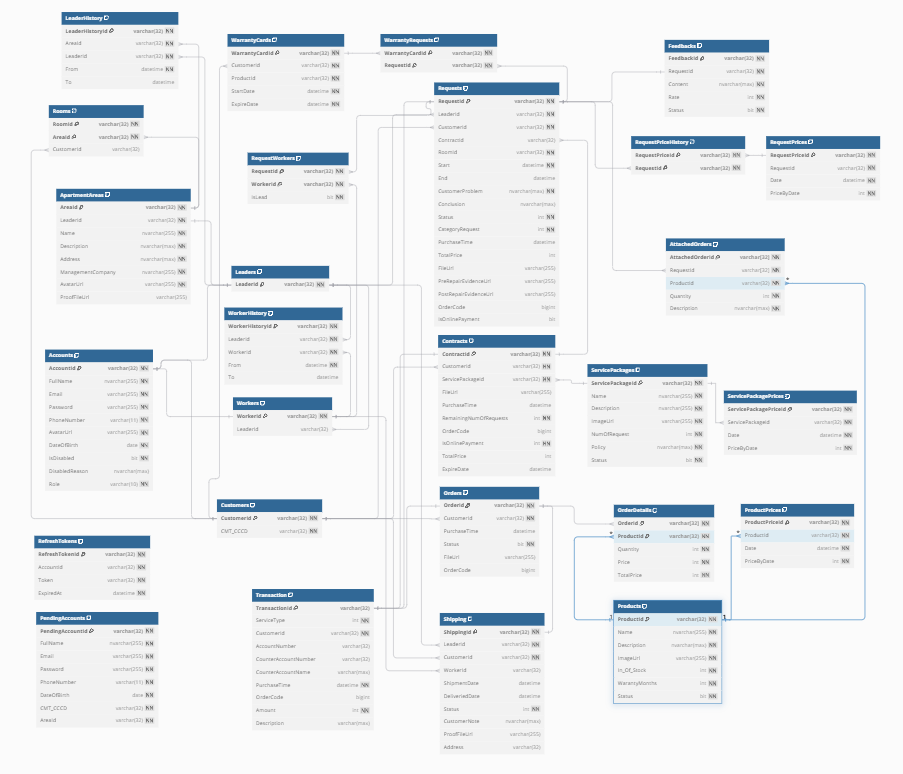 LeaderHistory
LeaderHistoryId varchar(32) NN
AreaId varchar(32) NN
LeaderId varchar(32) NN
From datetime NN
To datetime
Rooms
RoomId varchar(32) NN
AreaId varchar(32) NN
CustomerId varchar(32)
ApartmentAreas
AreaId varchar(32) NN
LeaderId varchar(32) NN
Name nvarchar(255) NN
Description nvarchar(max) NN
Address nvarchar(max) NN
ManagementCompany nvarchar(255) NN
AvatarUrl varchar(255) NN
ProofFileUrl varchar(255)
Accounts
AccountId varchar(32) NN
FullName nvarchar(255) NN
Email varchar(255) NN
Password varchar(255) NN
PhoneNumber varchar(11) NN
AvatarUrl varchar(255) NN
DateOfBirth date NN
IsDisabled bit NN
DisabledReason nvarchar(max)
Role varchar(10) NN
RefreshTokens
RefreshTokenId varchar(32) NN
AccountId varchar(32) NN
Token varchar(32) NN
ExpiredAt datetime NN
PendingAccounts
PendingAccountId varchar(32) NN
FullName nvarchar(255) NN
Email varchar(255) NN
Password varchar(255) NN
PhoneNumber varchar(11) NN
DateOfBirth date NN
CMT_CCCD varchar(32) NN
AreaId varchar(32) NN
WarrantyCards
WarrantyCardId varchar(32) NN
CustomerId varchar(32) NN
ProductId varchar(32) NN
StartDate datetime NN
ExpireDate datetime NN
WarrantyRequests
WarrantyCardId varchar(32) NN
RequestId varchar(32) NN
RequestWorkers
RequestId varchar(32) NN
WorkerId varchar(32) NN
IsLead bit NN
Leaders
LeaderId varchar(32) NN
WorkerHistory
WorkerHistoryId varchar(32) NN
LeaderId varchar(32) NN
WorkerId varchar(32) NN
From datetime NN
To datetime
Workers
WorkerId varchar(32) NN
LeaderId varchar(32)
Customers
CustomerId varchar(32) NN
CMT_CCCD varchar(32) NN
Transaction
TransactionId varchar(32)
ServiceType int NN
CustomerId varchar(32) NN
AccountNumber varchar(32)
CounterAccountNumber varchar(32)
CounterAccountName varchar(max)
PurchaseTime datetime NN
OrderCode bigint
Amount int NN
Description varchar(max)
Requests
RequestId varchar(32) NN
LeaderId varchar(32) NN
CustomerId varchar(32) NN
ContractId varchar(32)
RoomId varchar(32) NN
Start datetime NN
End datetime
CustomerProblem nvarchar(max) NN
Conclusion nvarchar(max)
Status int NN
CategoryRequest int NN
PurchaseTime datetime
TotalPrice int
FileUrl varchar(255)
PreRepairEvidenceUrl varchar(255)
PostRepairEvidenceUrl varchar(255)
OrderCode bigint
IsOnlinePayment bit
Contracts
ContractId varchar(32) NN
CustomerId varchar(32) NN
ServicePackageId varchar(32) NN
FileUrl varchar(255)
PurchaseTime datetime
RemainingNumOfRequests int NN
OrderCode bigint
IsOnlinePayment bit NN
TotalPrice int
ExpireDate datetime
Orders
OrderId varchar(32) NN
CustomerId varchar(32) NN
PurchaseTime datetime
Status bit NN
FileUrl varchar(255)
OrderCode bigint
Shipping
ShippingId varchar(32) NN
LeaderId varchar(32) NN
CustomerId varchar(32) NN
WorkerId varchar(32)
ShipmentDate datetime
DeliveredDate datetime
Status int NN
CustomerNote nvarchar(max)
ProofFileUrl varchar(255)
Address varchar(32)
Feedbacks
FeedbackId varchar(32) NN
RequestId varchar(32) NN
Content nvarchar(max) NN
Rate int NN
Status bit NN
RequestPriceHistory
RequestPriceId varchar(32) NN
RequestId varchar(32) NN
RequestPrices
RequestPriceId varchar(32) NN
RequestId varchar(32) NN
Date datetime NN
PriceByDate int NN
AttachedOrders
AttachedOrderId varchar(32) NN
RequestId varchar(32) NN
ProductId varchar(32) NN
*
Quantity int NN
Description nvarchar(max) NN
ServicePackages
ServicePackageId varchar(32) NN
Name nvarchar(255) NN
Description nvarchar(255) NN
ImageUrl varchar(255) NN
NumOfRequest int NN
Policy nvarchar(max) NN
Status bit NN
ServicePackagePrices
ServicePackagePriceId varchar(32) NN
ServicePackageId varchar(32) NN
Date datetime NN
PriceByDate int NN
OrderDetails
OrderId varchar(32) NN
*
ProductId varchar(32) NN
Quantity int NN
Price int NN
TotalPrice int NN
ProductPrices
ProductPriceId varchar(32) NN
*
ProductId varchar(32) NN
Date datetime NN
PriceByDate int NN
Products
1
ProductId varchar(32) NN
1
Name nvarchar(255) NN
Description nvarchar(max) NN
ImageUrl varchar(255) NN
In_Of_Stock int NN
WarantyMonths int NN
Status bit NN